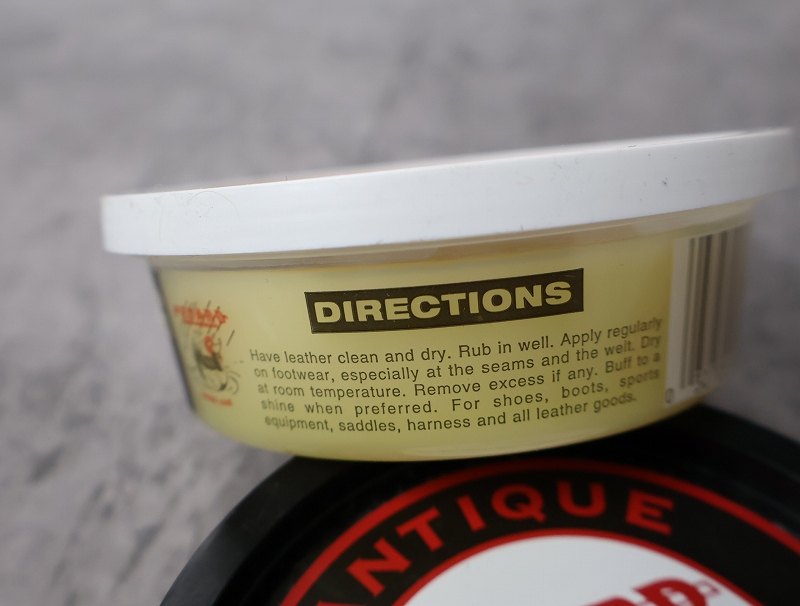 DIRECTIONS
Have leather clean and dry. Rub in well. Apply regularly
on footwear, especially at the seams and the welt. Dry
at room temperature. Remove excess if any. Buff to a
shine when preferred. For shoes, boots, sports
equipment, saddles, harness and all leather goods.
0
ANTIQUE